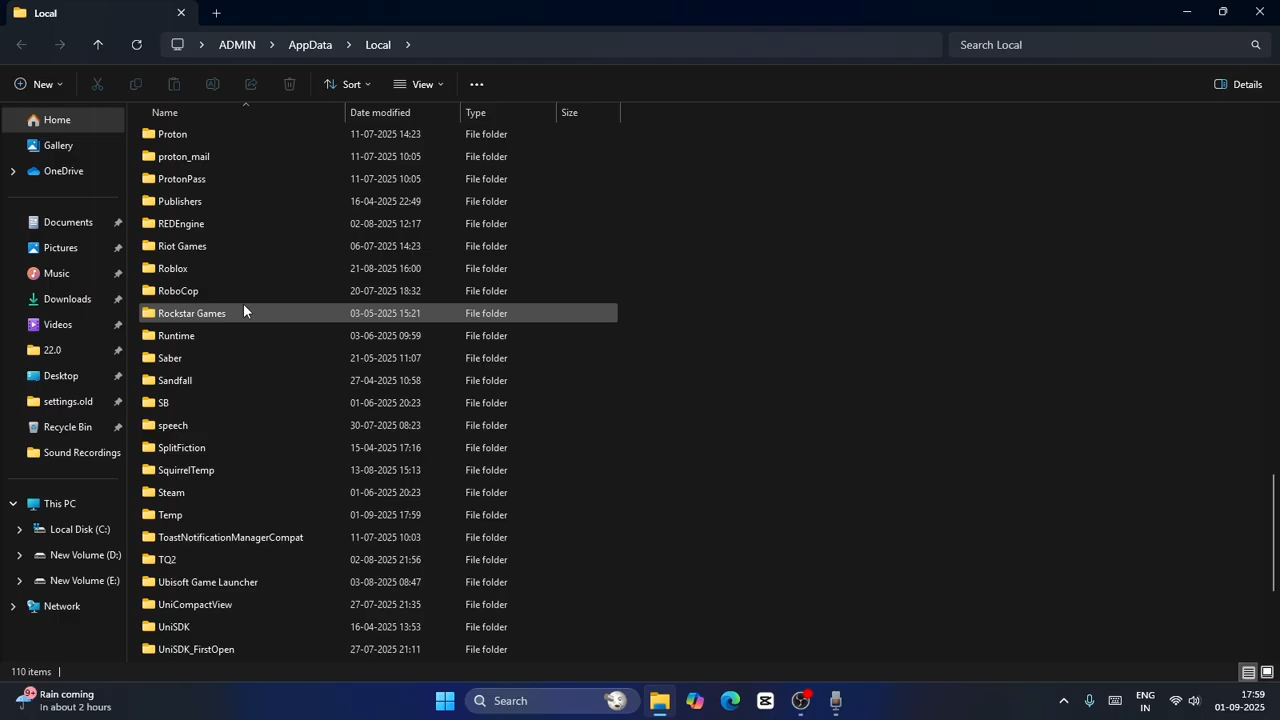 Local
ADMIN > AppData > Local >
Search Local
New
Sort
View
Details
Name Date modified Type Size
Home
Gallery
OneDrive
Documents
Pictures
Music
Downloads
Videos
22.0
Desktop
settings.old
Recycle Bin
Sound Recordings
This PC
Local Disk (C:)
New Volume (D:)
New Volume (E:)
Network
Proton 11-07-2025 14:23 File folder
proton_mail 11-07-2025 10:05 File folder
ProtonPass 11-07-2025 10:05 File folder
Publishers 16-04-2025 22:49 File folder
REDEngine 02-08-2025 12:17 File folder
Riot Games 06-07-2025 14:23 File folder
Roblox 21-08-2025 16:00 File folder
RoboCop 20-07-2025 18:32 File folder
Rockstar Games 03-05-2025 15:21 File folder
Runtime 03-06-2025 09:59 File folder
Saber 21-05-2025 11:07 File folder
Sandfall 27-04-2025 10:58 File folder
SB 01-06-2025 20:23 File folder
speech 30-07-2025 08:23 File folder
SplitFiction 15-04-2025 17:16 File folder
SquirrelTemp 13-08-2025 15:13 File folder
Steam 01-06-2025 20:23 File folder
Temp 01-09-2025 17:59 File folder
ToastNotificationManagerCompat 11-07-2025 10:03 File folder
TQ2 02-08-2025 21:56 File folder
Ubisoft Game Launcher 03-08-2025 08:47 File folder
UniCompactView 27-07-2025 21:35 File folder
UniSDK 16-04-2025 13:53 File folder
UniSDK_FirstOpen 27-07-2025 21:11 File folder
110 items
Rain coming
In about 2 hours
Search
ENG
IN
17:59
01-09-2025